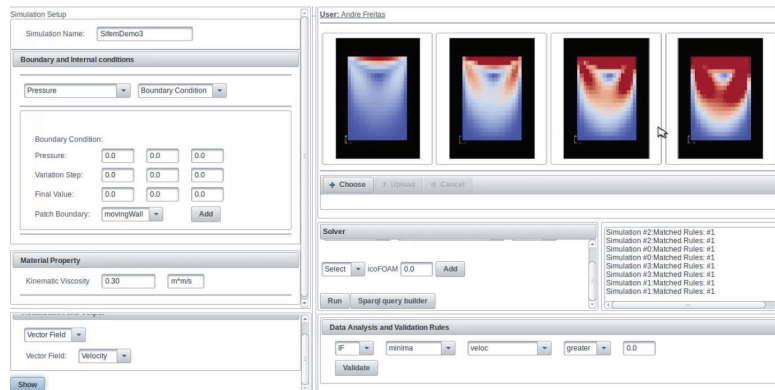 Simulation Setup
Simulation Name: SifemDemo3
Boundary and Internal conditions
Pressure Boundary Condition
Boundary Condition:
Pressure: 0.0 0.0 0.0
Variation Step: 0.0 0.0 0.0
Final Value: 0.0 0.0 0.0
Patch Boundary: movingWall Add
Material Property
Kinematic Viscosity 0.30 m*m/s
Vector Field
Vector Field: Velocity
Show
User: Andre Freitas
Choose Upload Cancel
Solver
Select icoFOAM 0.0 Add
Run Sparql query builder
Simulation #2:Matched Rules: #1
Simulation #2:Matched Rules: #1
Simulation #0:Matched Rules: #1
Simulation #0:Matched Rules: #1
Simulation #3:Matched Rules: #1
Simulation #3:Matched Rules: #1
Simulation #1:Matched Rules: #1
Simulation #1:Matched Rules: #1
Data Analysis and Validation Rules
IF minima veloc greater 0.0
Validate